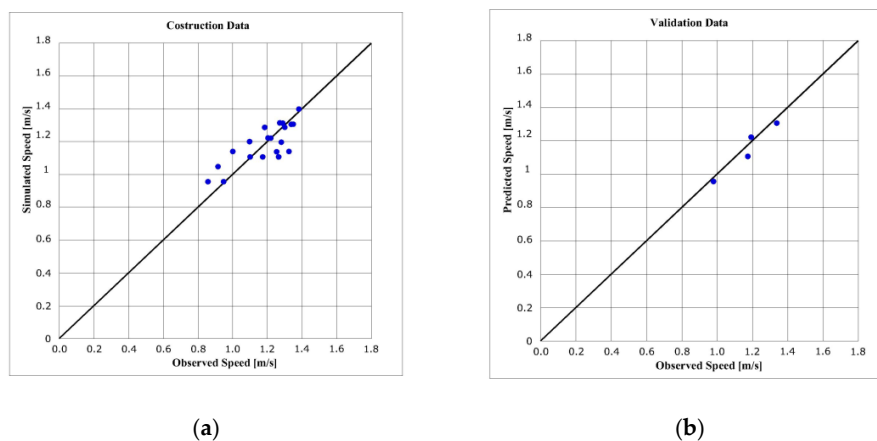 Costruction Data
1.8
1.6
1.4
1.2
1
0.8
0.6
0.4
0.2
0
Simulated Speed [m/s]
0.0 0.2 0.4 0.6 0.8 1.0 1.2 1.4 1.6 1.8
Observed Speed [m/s]
(a)
Validation Data
1.8
1.6
1.4
1.2
1
0.8
0.6
0.4
0.2
0
Predicted Speed [m/s]
0.0 0.2 0.4 0.6 0.8 1.0 1.2 1.4 1.6 1.8
Observed Speed [m/s]
(b)